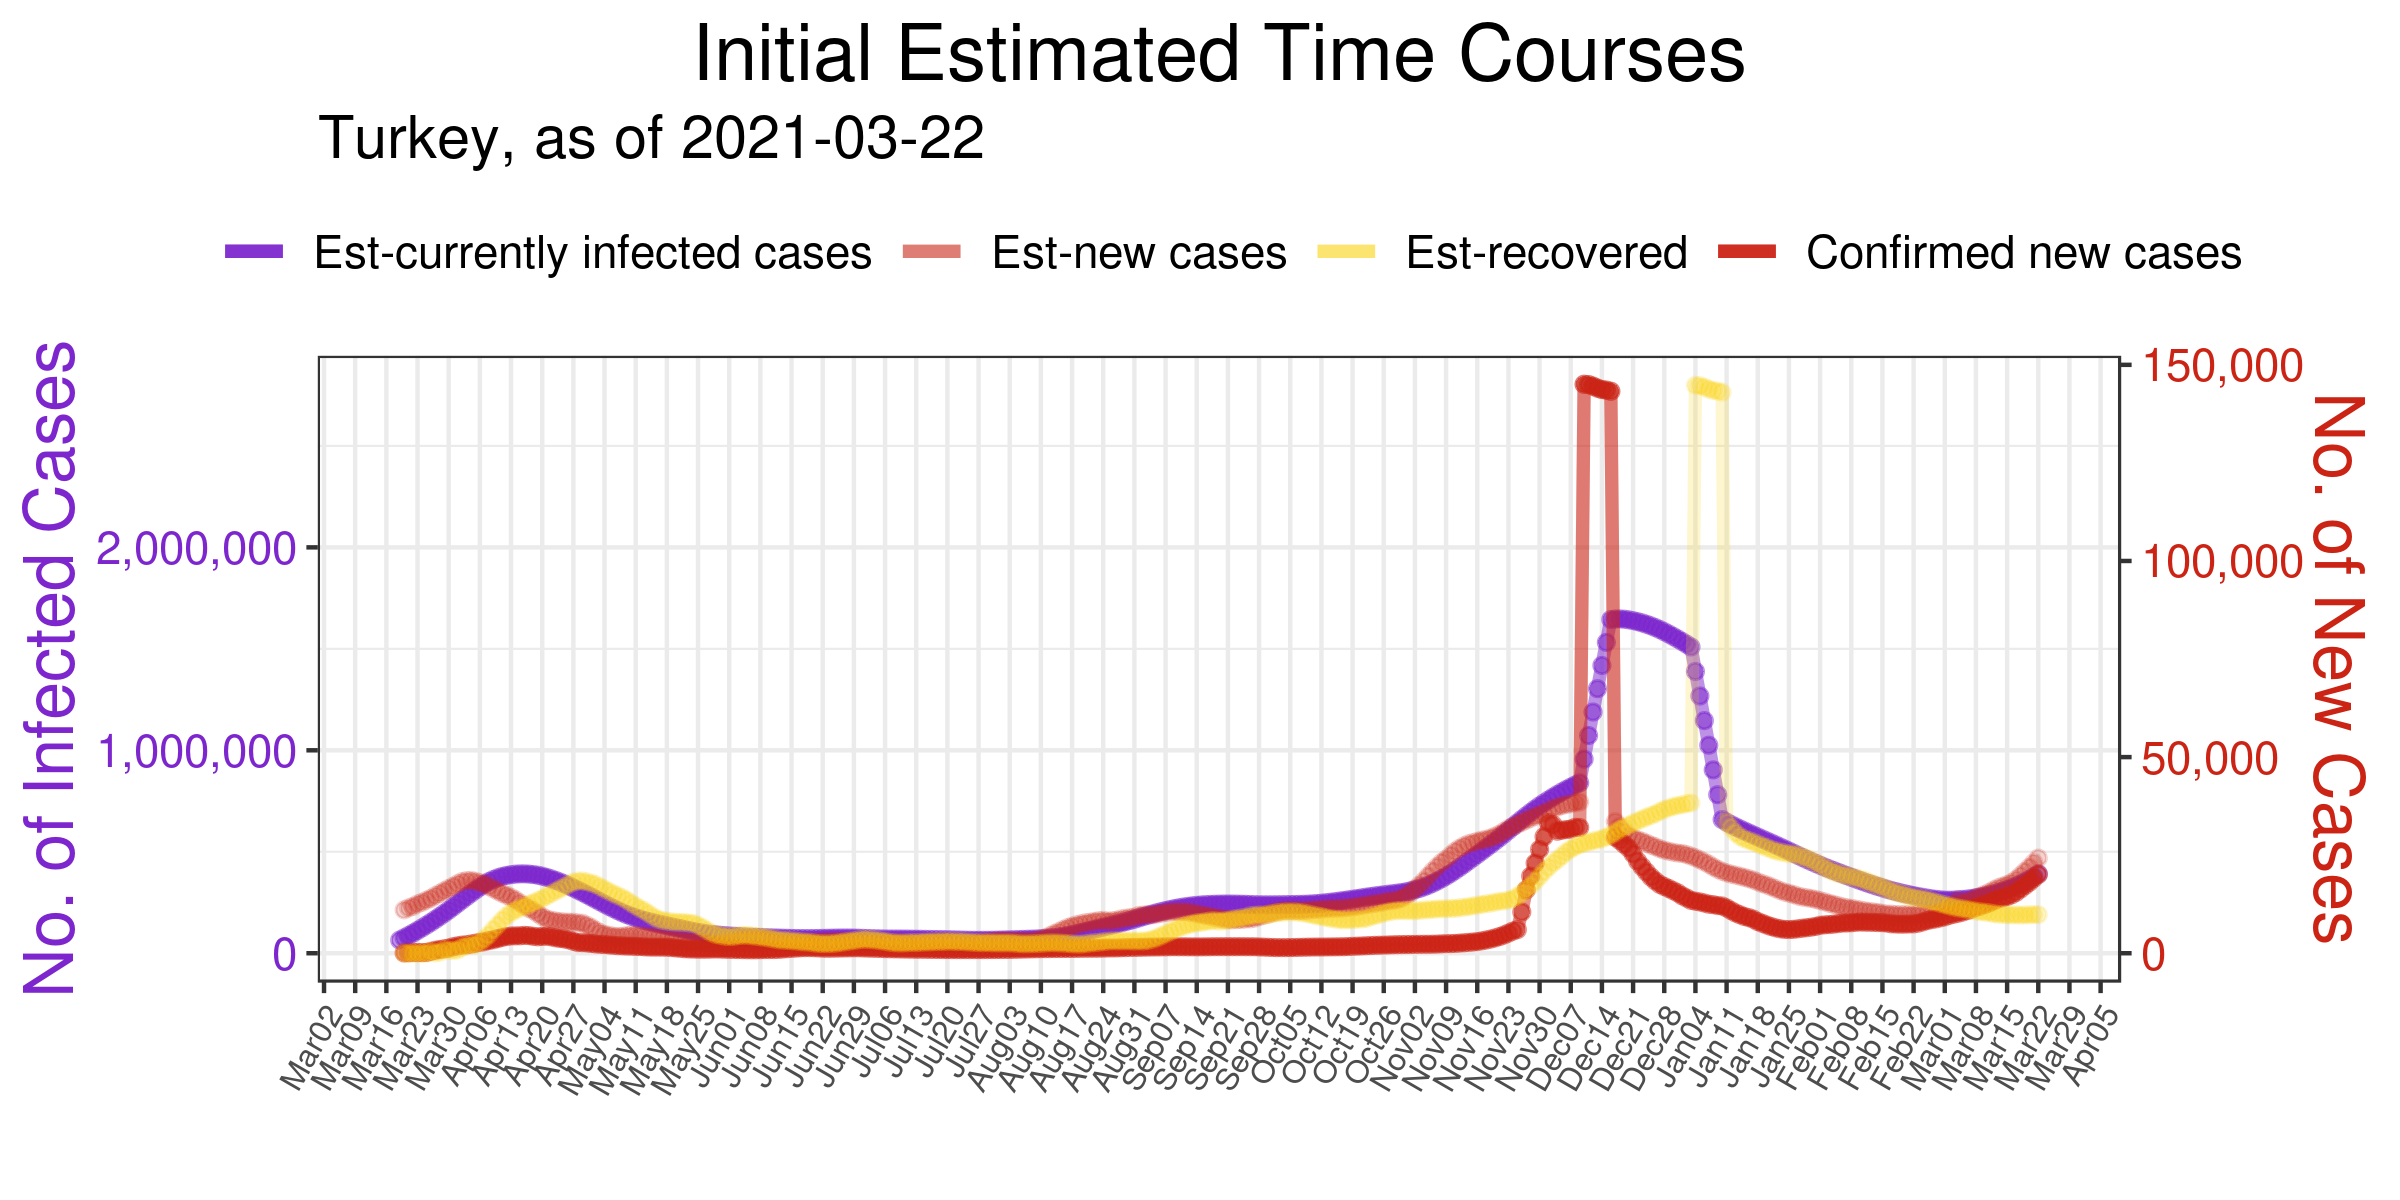 Initial Estimated Time Courses
Turkey, as of 2021-03-22
Est-currently infected cases
Est-new cases
Est-recovered
Confirmed new cases
No. of Infected Cases
2,000,000
1,000,000
0
150,000
100,000
50,000
0
No. of New Cases
Mar02
Mar09
Mar16
Mar23
Mar30
Apr06
Apr13
Apr20
Apr27
May04
May11
May18
May25
Jun01
Jun08
Jun15
Jun22
Jun29
Jul06
Jul13
Jul20
Jul27
Aug03
Aug10
Aug17
Aug24
Aug31
Sep07
Sep14
Sep21
Sep28
Oct05
Oct12
Oct19
Oct26
Nov02
Nov09
Nov16
Nov23
Nov30
Dec07
Dec14
Dec21
Dec28
Jan04
Jan11
Jan18
Jan25
Feb01
Feb08
Feb15
Feb22
Mar01
Mar08
Mar15
Mar22
Mar29
Apr05